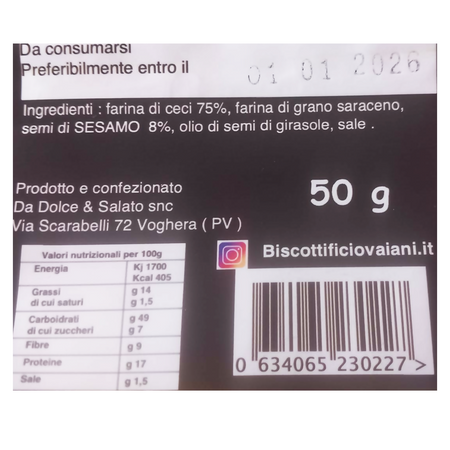 Da consumarsi
Preferibilmente entro il
01 01 2026
Ingredienti : farina di ceci 75%, farina di grano saraceno,
semi di SESAMO 8%, olio di semi di girasole, sale .
Prodotto e confezionato
Da Dolce & Salato snc
Via Scarabelli 72 Voghera ( PV )
50 g
Biscottificiovaiani.it
Valori nutrizionali per 100g
Energia Kj 1700
Kcal 405
Grassi g 14
di cui saturi g 1,5
Carboidrati g 49
di cui zuccheri g 7
Fibre g 9
Proteine g 17
Sale g 1,5
0 634065 230227 >